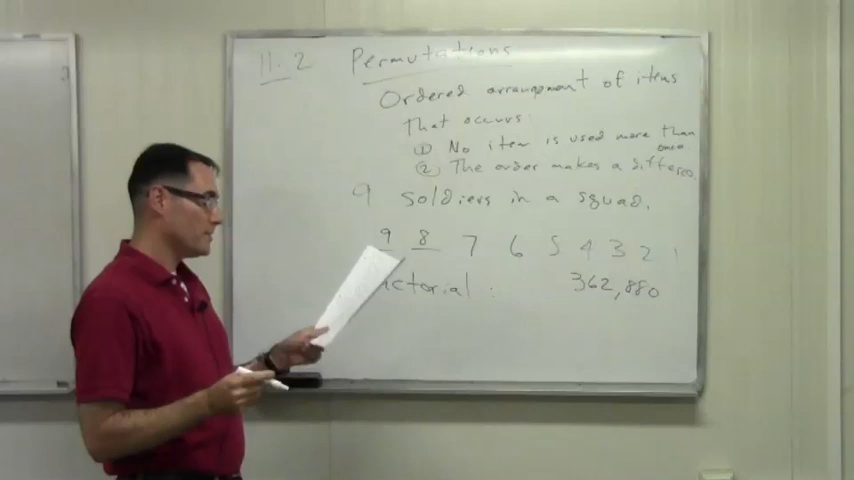 11.2 Permutations
Ordered arrangement of items
that occurs:
① No item is used more than
once
② The order makes a difference.
9 soldiers in a squad.
9 8 7 6 5 4 3 2 1
ctorial : 362,880